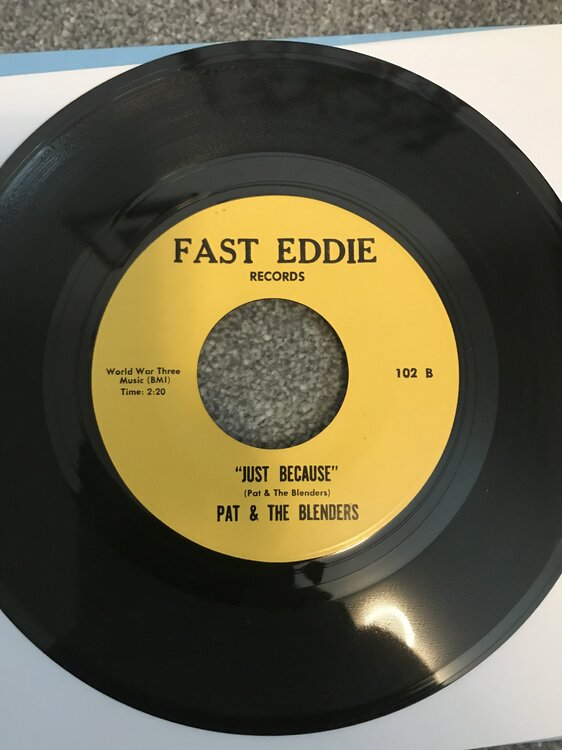 FAST EDDIE
RECORDS
World War Three
Music (BMI)
Time: 2:20
102 B
"JUST BECAUSE"
(Pat & The Blenders)
PAT & THE BLENDERS